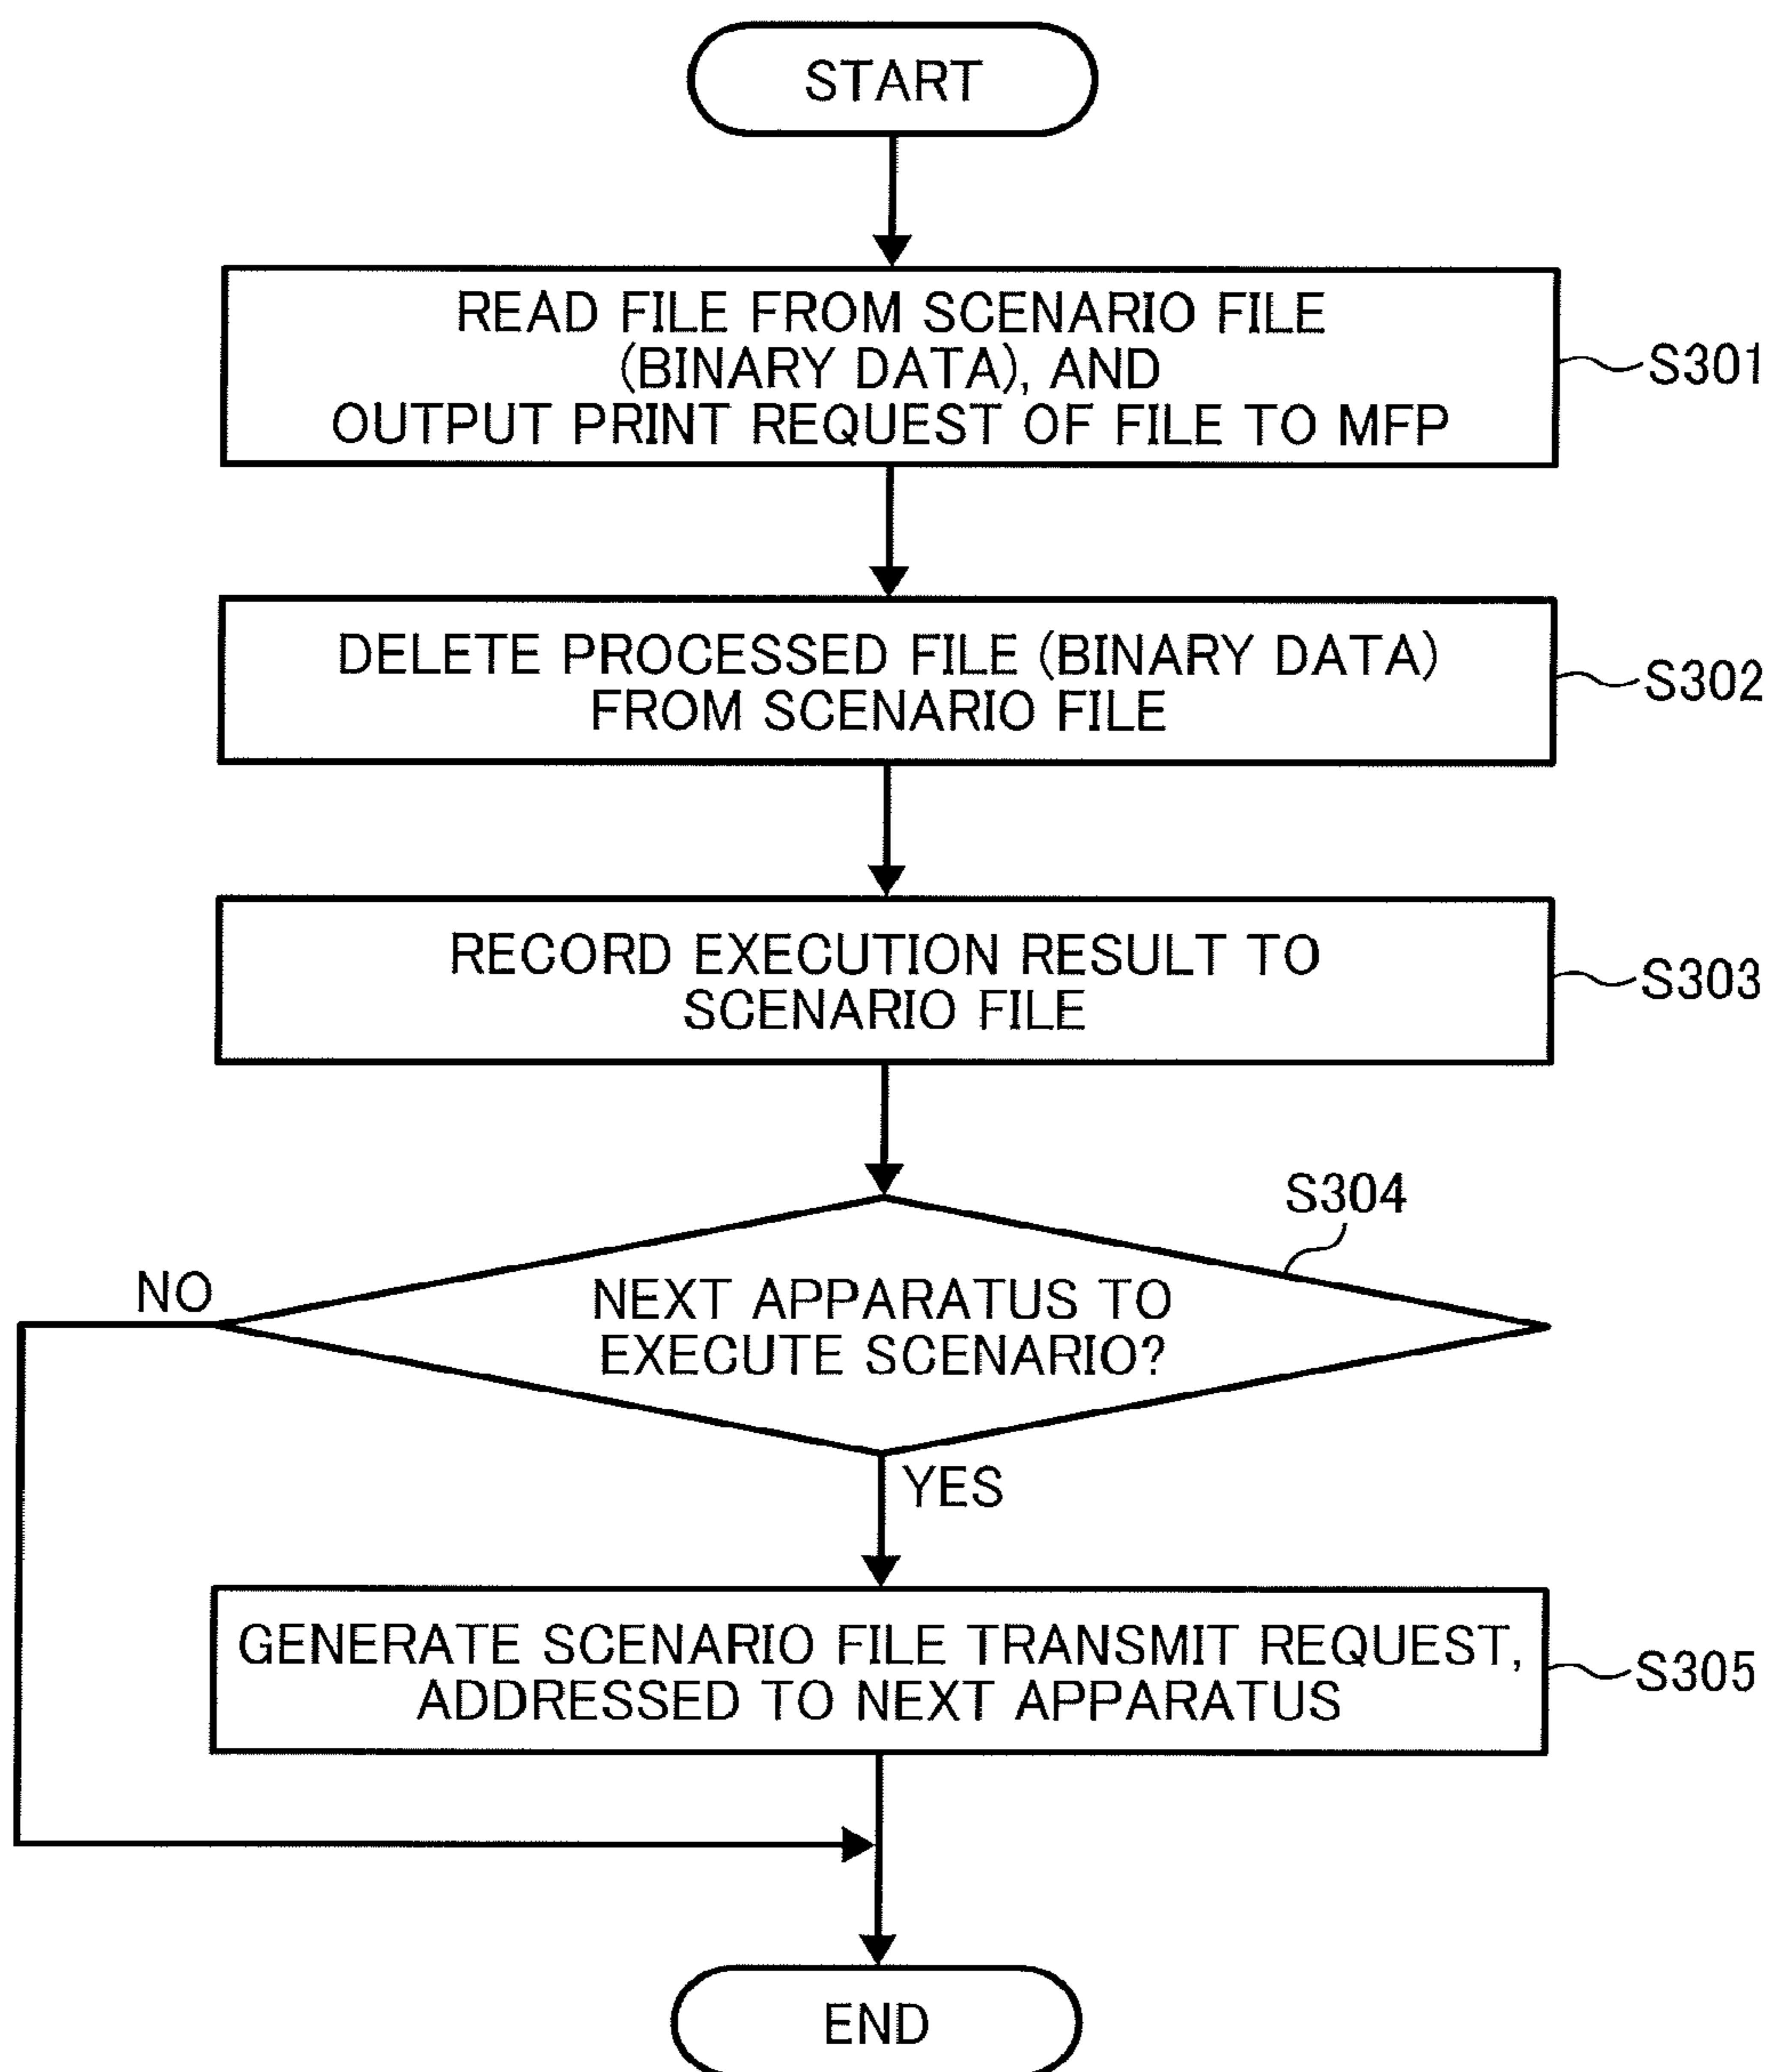 START
READ FILE FROM SCENARIO FILE
(BINARY DATA), AND
OUTPUT PRINT REQUEST OF FILE TO MFP
S301
DELETE PROCESSED FILE (BINARY DATA)
FROM SCENARIO FILE
S302
RECORD EXECUTION RESULT TO
SCENARIO FILE
S303
S304
NO
NEXT APPARATUS TO
EXECUTE SCENARIO?
YES
GENERATE SCENARIO FILE TRANSMIT REQUEST,
ADDRESSED TO NEXT APPARATUS
S305
END